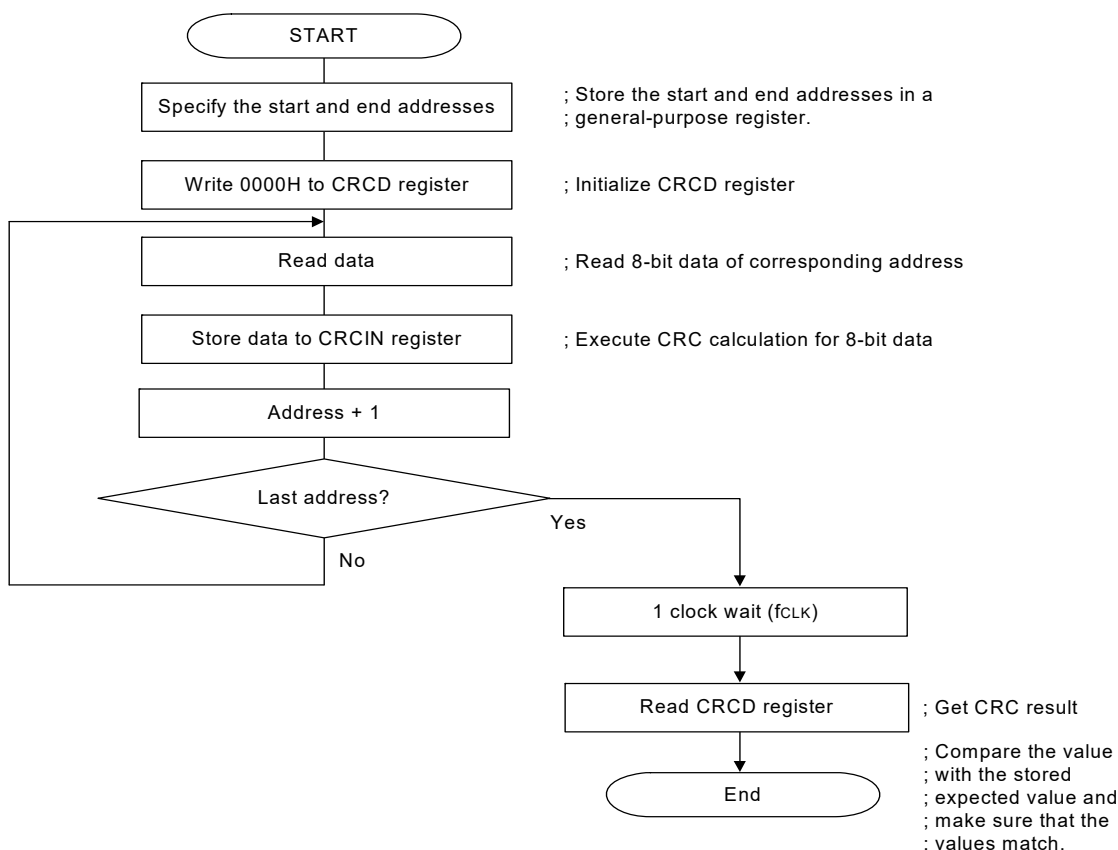 START
Specify the start and end addresses
; Store the start and end addresses in a
; general-purpose register.
Write 0000H to CRCD register
; Initialize CRCD register
Read data
; Read 8-bit data of corresponding address
Store data to CRCIN register
; Execute CRC calculation for 8-bit data
Address + 1
Last address?
Yes
No
1 clock wait (fCLK)
Read CRCD register
; Get CRC result
; Compare the value
; with the stored
; expected value and
; make sure that the
; values match.
End